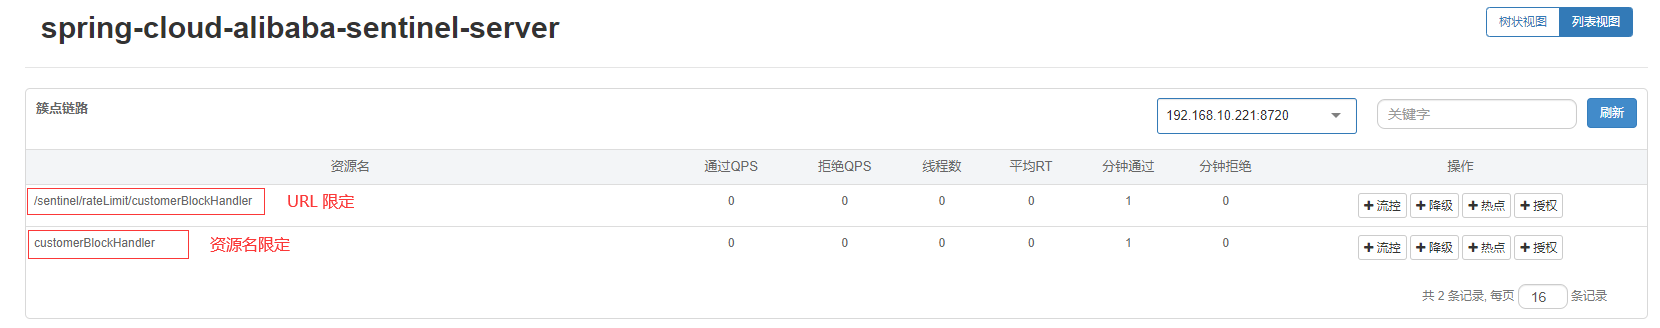 spring-cloud-alibaba-sentinel-server
树状视图 列表视图
簇点链路
192.168.10.221:8720 关键字 刷新
资源名 通过QPS 拒绝QPS 线程数 平均RT 分钟通过 分钟拒绝 操作
/sentinel/rateLimit/customerBlockHandler URL 限定 0 0 0 0 1 0 + 流控 + 降级 + 热点 + 授权
customerBlockHandler 资源名限定 0 0 0 0 1 0 + 流控 + 降级 + 热点 + 授权
共 2 条记录, 每页 16 条记录